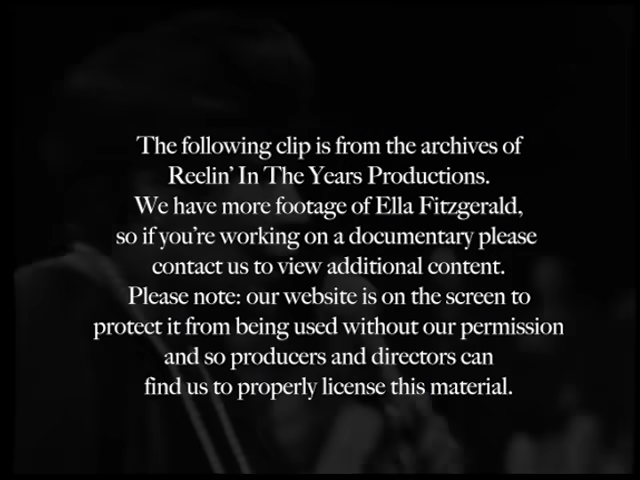 The following clip is from the archives of
Reelin’ In The Years Productions.
We have more footage of Ella Fitzgerald,
so if you’re working on a documentary please
contact us to view additional content.
Please note: our website is on the screen to
protect it from being used without our permission
and so producers and directors can
find us to properly license this material.